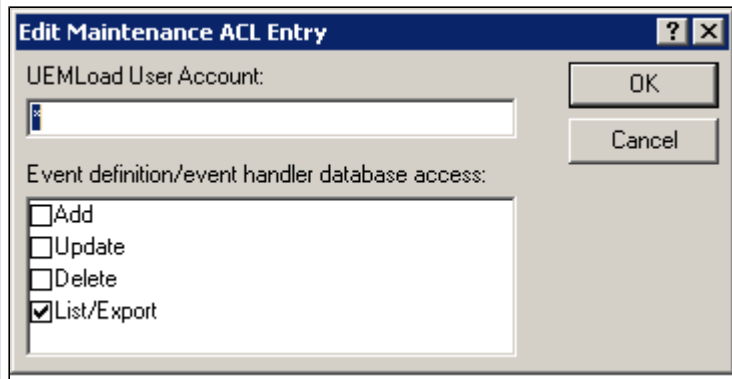 Edit Maintenance ACL Entry
UEMLoad User Account:
*
OK
Cancel
Event definition/event handler database access:
Add
Update
Delete
List/Export